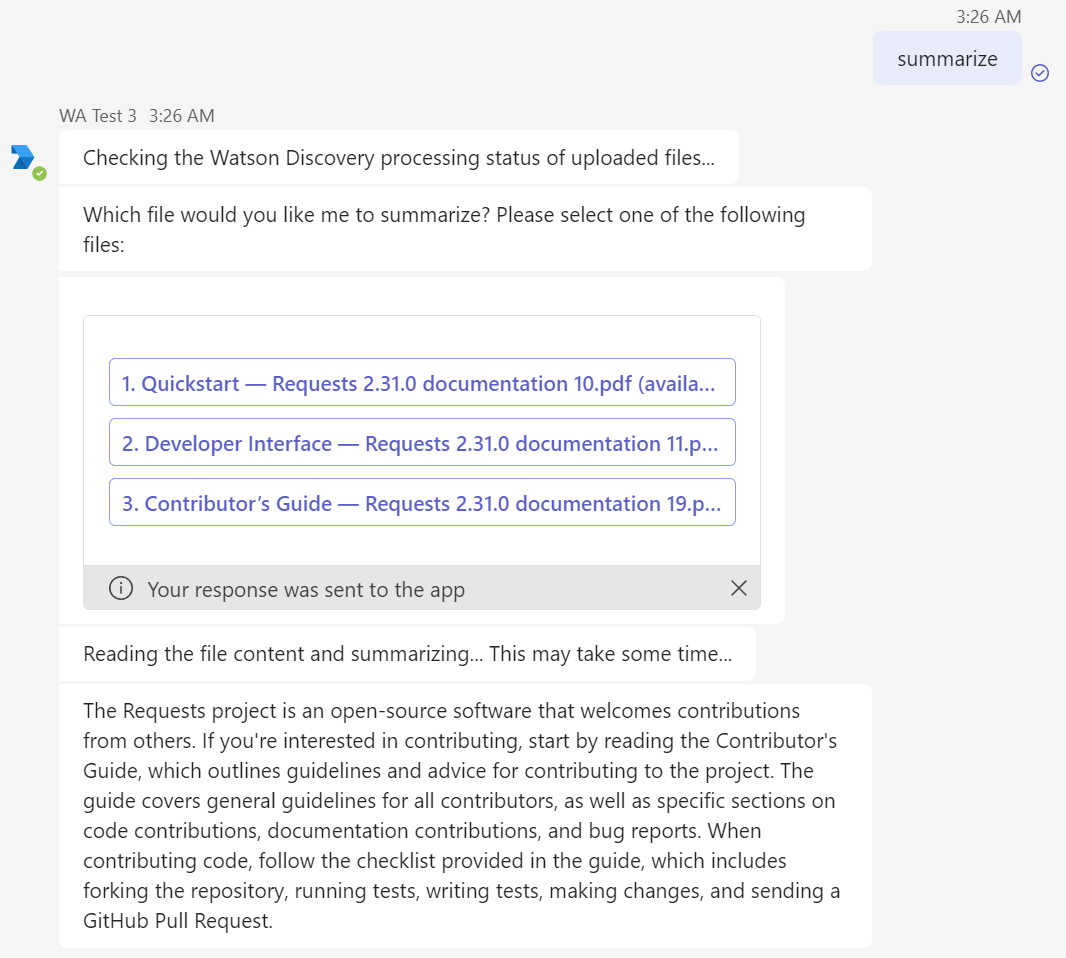 3:26 AM
summarize
WA Test 3 3:26 AM
Checking the Watson Discovery processing status of uploaded files...
Which file would you like me to summarize? Please select one of the following
files:
1. Quickstart — Requests 2.31.0 documentation 10.pdf (availa...
2. Developer Interface — Requests 2.31.0 documentation 11.p...
3. Contributor’s Guide — Requests 2.31.0 documentation 19.p...
Your response was sent to the app
Reading the file content and summarizing... This may take some time...
The Requests project is an open-source software that welcomes contributions
from others. If you're interested in contributing, start by reading the Contributor's
Guide, which outlines guidelines and advice for contributing to the project. The
guide covers general guidelines for all contributors, as well as specific sections on
code contributions, documentation contributions, and bug reports. When
contributing code, follow the checklist provided in the guide, which includes
forking the repository, running tests, writing tests, making changes, and sending a
GitHub Pull Request.